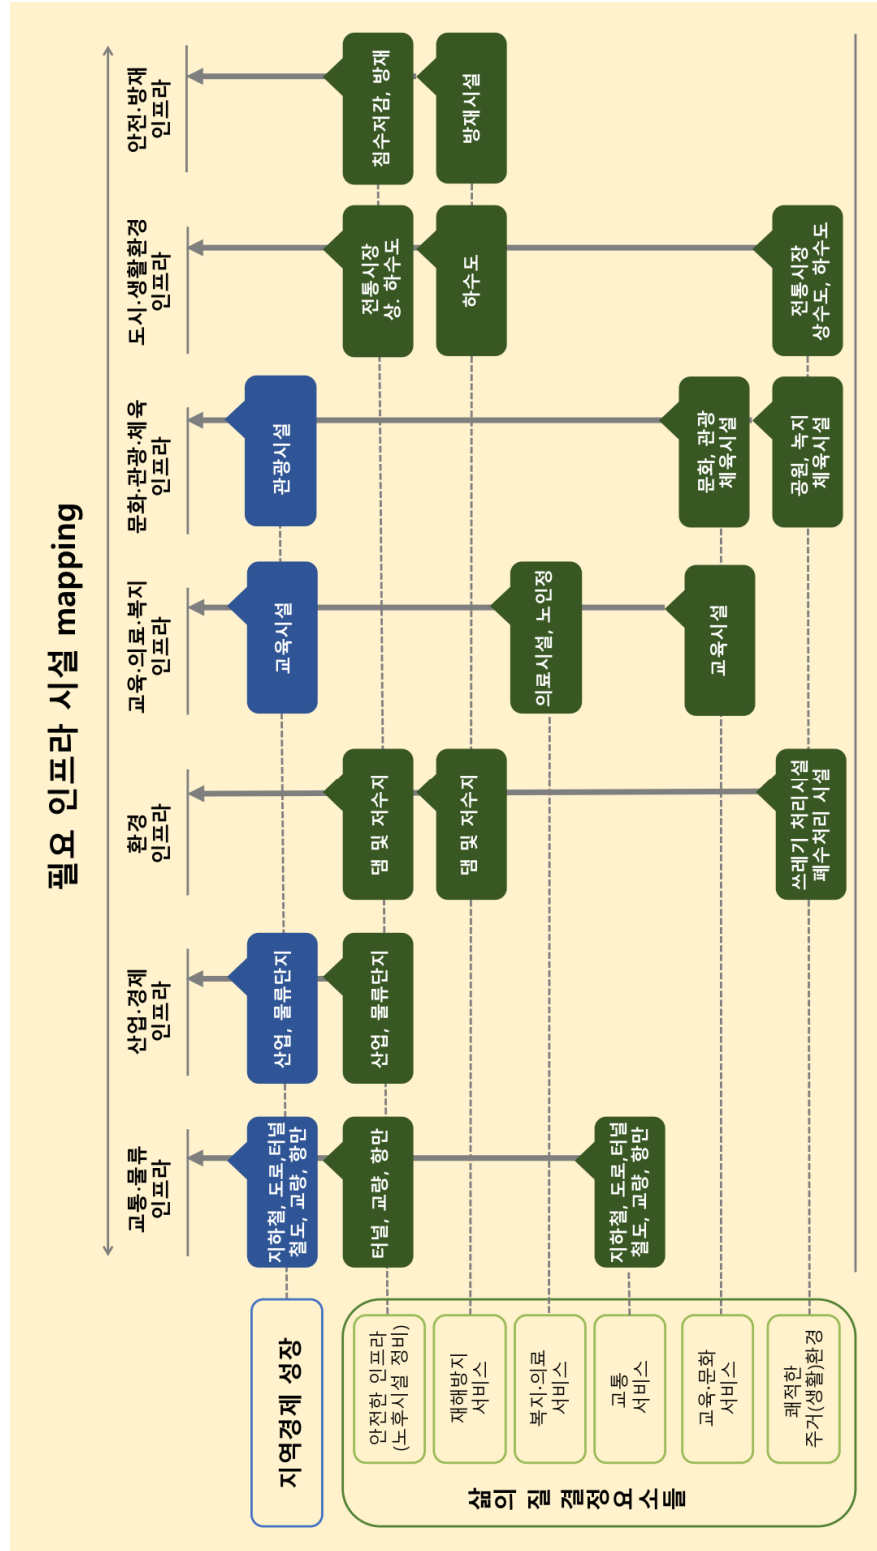 필요 인프라 시설 mapping
교통·물류
인프라
산업·경제
인프라
환경
인프라
교육·의료·복지
인프라
문화·관광·체육
인프라
도시·생활환경
인프라
안전·방재
인프라
지역경제 성장
지하철, 도로,터널
철도, 교량, 항만
산업, 물류단지
교육시설
관광시설
삶의 질 결정요소들
안전한 인프라
(노후시설 정비)
터널, 교량, 항만
산업, 물류단지
댐 및 저수지
전통시장
상. 하수도
침수저감, 방재
재해방지
서비스
댐 및 저수지
하수도
방재시설
복지·의료
서비스
의료시설, 노인정
교통
서비스
지하철, 도로,터널
철도, 교량, 항만
교육·문화
서비스
교육시설
문화, 관광
체육시설
쾌적한
주거(생활)환경
쓰레기 처리시설
폐수처리 시설
공원, 녹지
체육시설
전통시장
상수도, 하수도